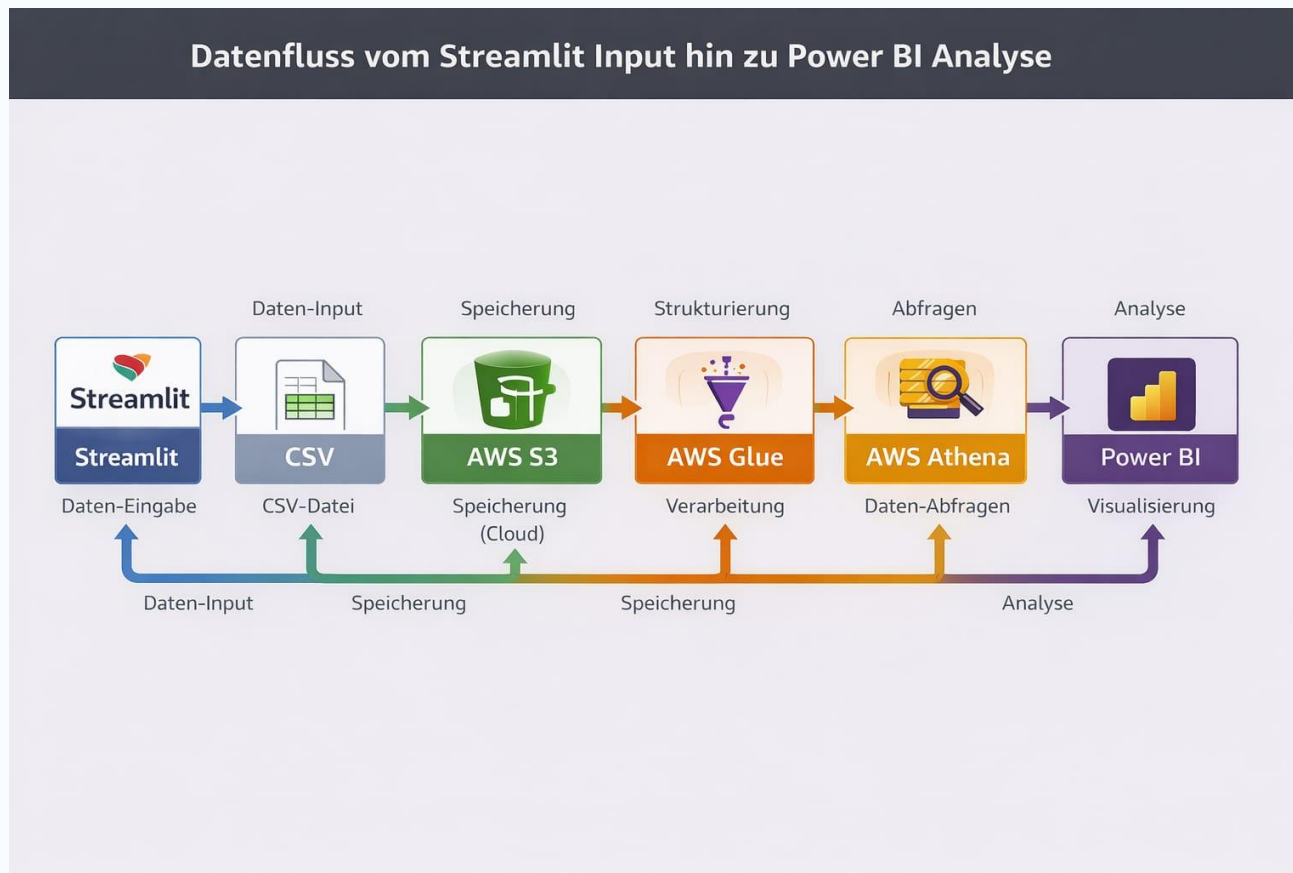 Datenfluss vom Streamlit Input hin zu Power BI Analyse
Daten-Input
Speicherung
Strukturierung
Abfragen
Analyse
Streamlit
Streamlit
CSV
AWS S3
AWS Glue
AWS Athena
Power BI
Daten-Eingabe
CSV-Datei
Speicherung
(Cloud)
Verarbeitung
Daten-Abfragen
Visualisierung
Daten-Input
Speicherung
Speicherung
Analyse